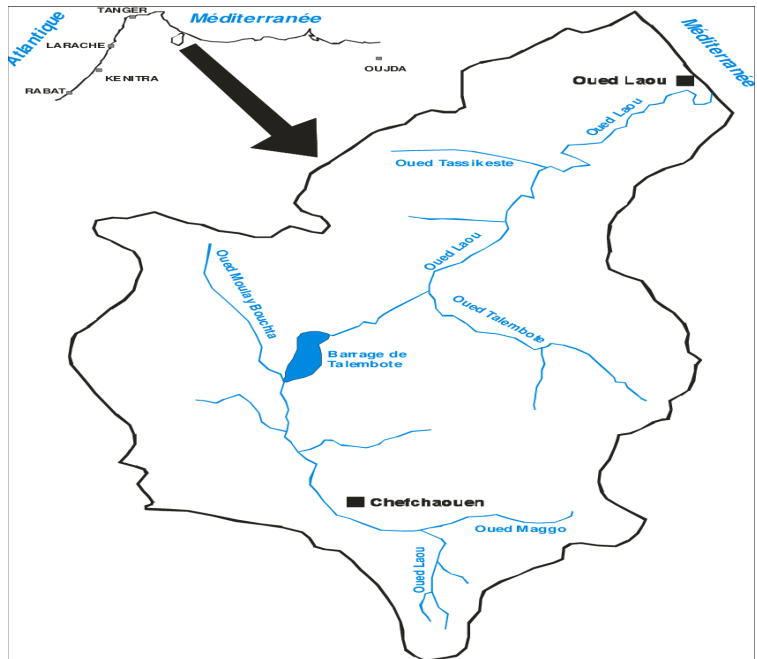 TANGER
Atlantique
Méditerranée
LARACHE
KENITRA
RABAT
OUJDA
Méditerranée
Oued Laou
Oued Laou
Oued Tassikeste
Oued Laou
Oued Moulay Bouchta
Oued Talembote
Barrage de
Talembote
Chefchaouen
Oued Maggo
Oued Laou